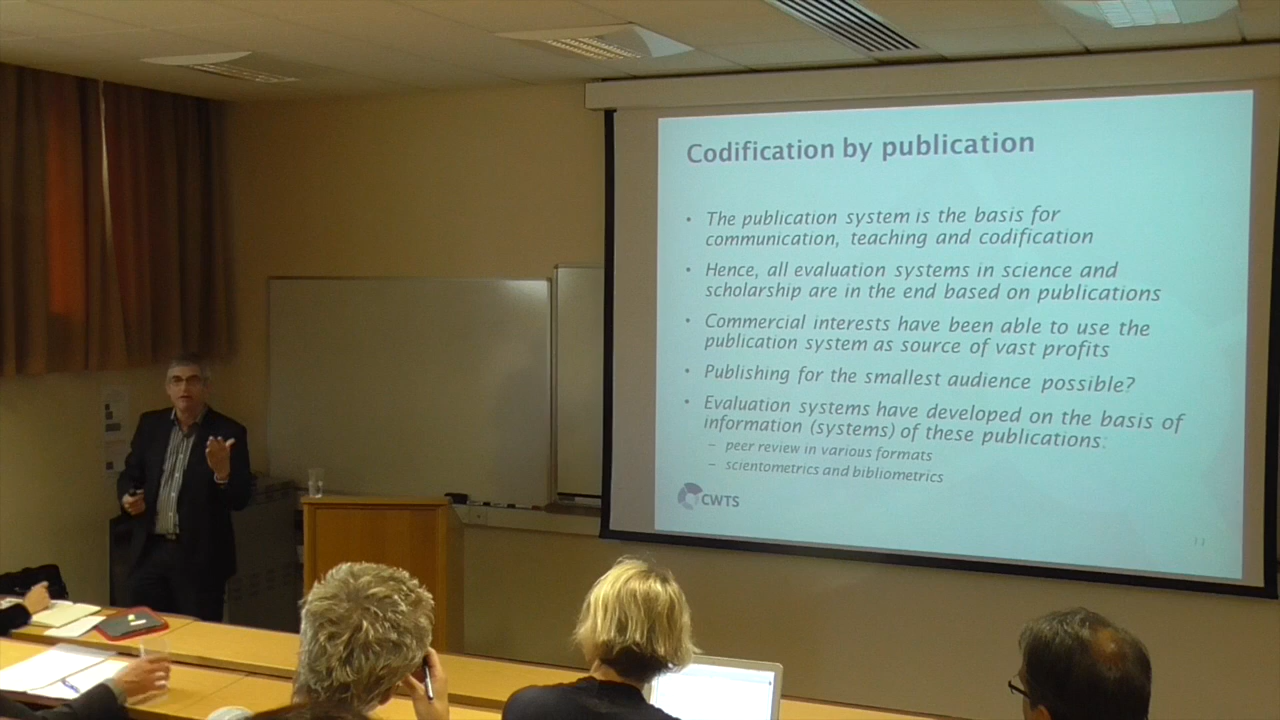 Codification by publication
• The publication system is the basis for
communication, teaching and codification
• Hence, all evaluation systems in science and
scholarship are in the end based on publications
• Commercial interests have been able to use the
publication system as source of vast profits
• Publishing for the smallest audience possible?
• Evaluation systems have developed on the basis of
information (systems) of these publications:
– peer review in various formats
– scientometrics and bibliometrics
CWTS